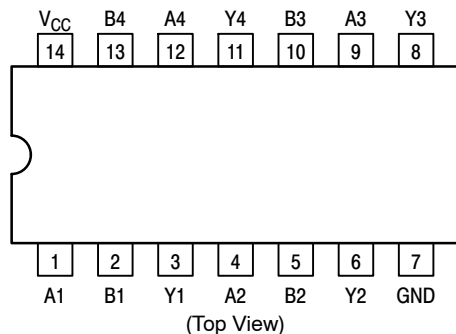 V_CC B4 A4 Y4 B3 A3 Y3
14 13 12 11 10 9 8
1 2 3 4 5 6 7
A1 B1 Y1 A2 B2 Y2 GND
(Top View)